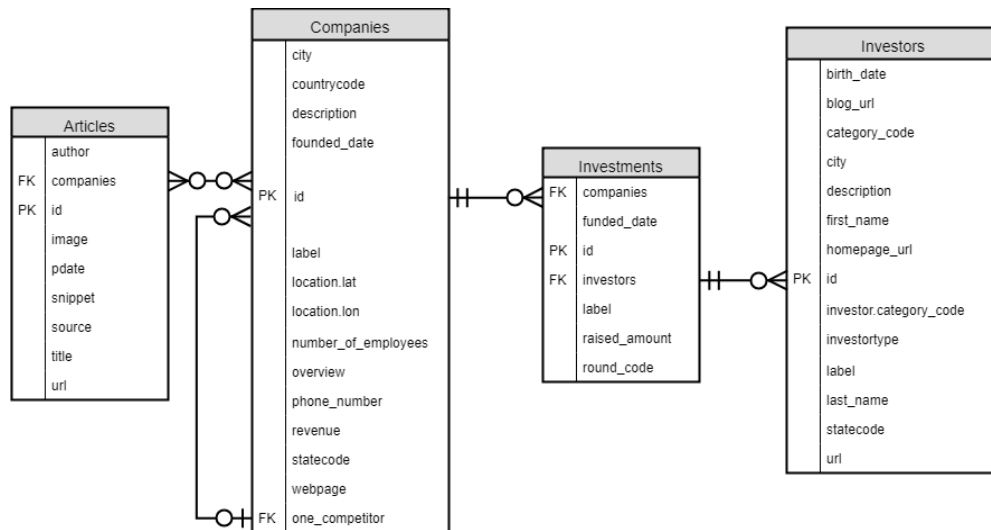 Articles
author
FK companies
PK id
image
pdate
snippet
source
title
url
Companies
city
countrycode
description
founded_date
PK id
label
location.lat
location.lon
number_of_employees
overview
phone_number
revenue
statecode
webpage
FK one_competitor
Investments
FK companies
funded_date
PK id
FK investors
label
raised_amount
round_code
Investors
birth_date
blog_url
category_code
city
description
first_name
homepage_url
PK id
investor.category_code
investortype
label
last_name
statecode
url